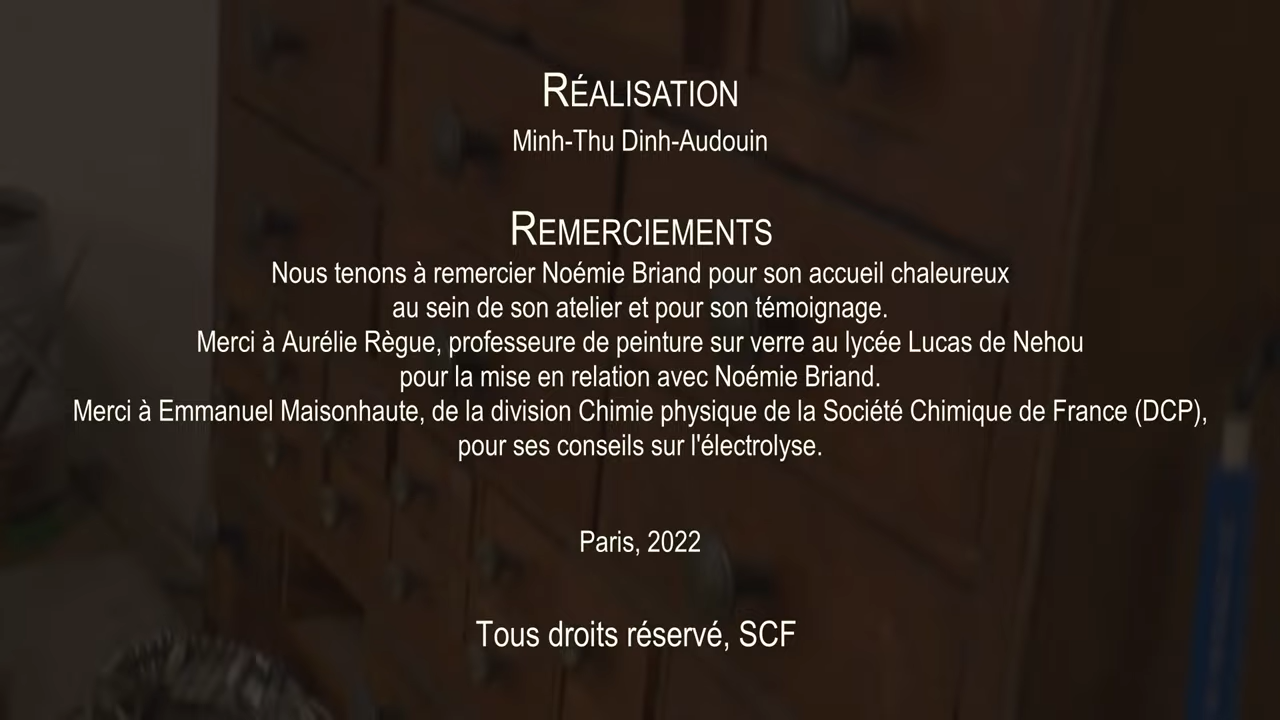 RÉALISATION
Minh-Thu Dinh-Audouin
REMERCIEMENTS
Nous tenons à remercier Noémie Briand pour son accueil chaleureux
au sein de son atelier et pour son témoignage.
Merci à Aurélie Règue, professeure de peinture sur verre au lycée Lucas de Nehou
pour la mise en relation avec Noémie Briand.
Merci à Emmanuel Maisonhaute, de la division Chimie physique de la Société Chimique de France (DCP),
pour ses conseils sur l'électrolyse.
Paris, 2022
Tous droits réservé, SCF